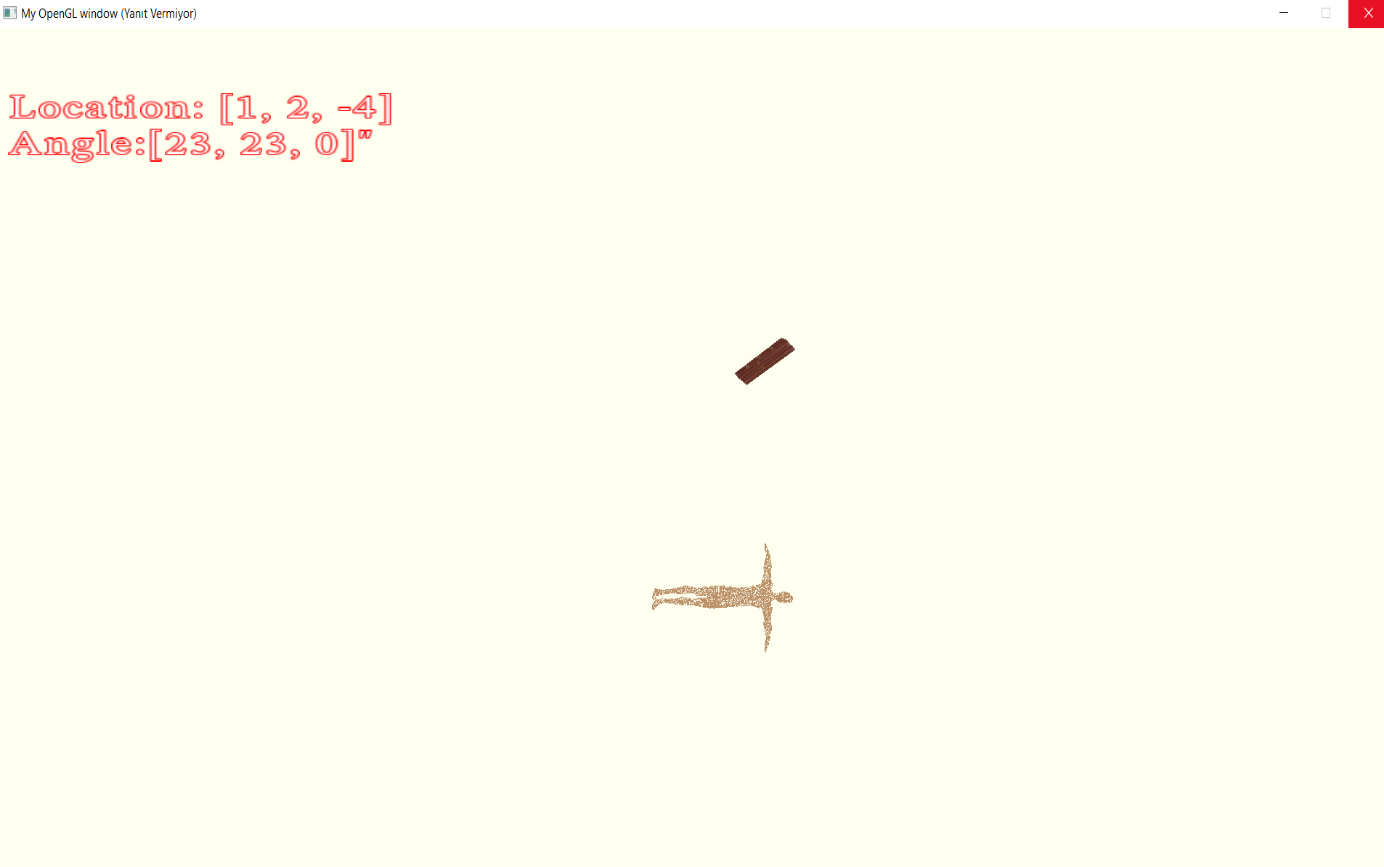 My OpenGL window (Yanıt Vermiyor)
Location: [1, 2, -4]
Angle:[23, 23, 0]"